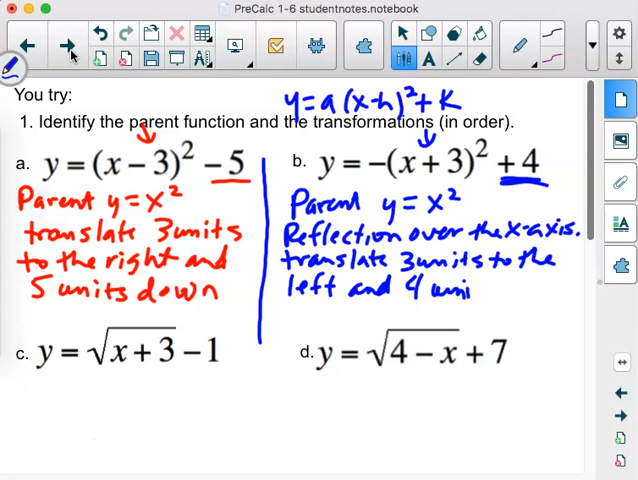 PreCalc 1-6 studentnotes.notebook
You try:
y = a (x-h)² + K
1. Identify the parent function and the transformations (in order).
a. y = (x − 3)² − 5
Parent y = x²
translate 3 units
to the right and
5 units down
b. y = −(x + 3)² + 4
Parent y = x²
Reflection over the x-axis.
translate 3 units to the
left and 4 uni
c. y = √(x + 3) − 1
d. y = √(4 − x) + 7